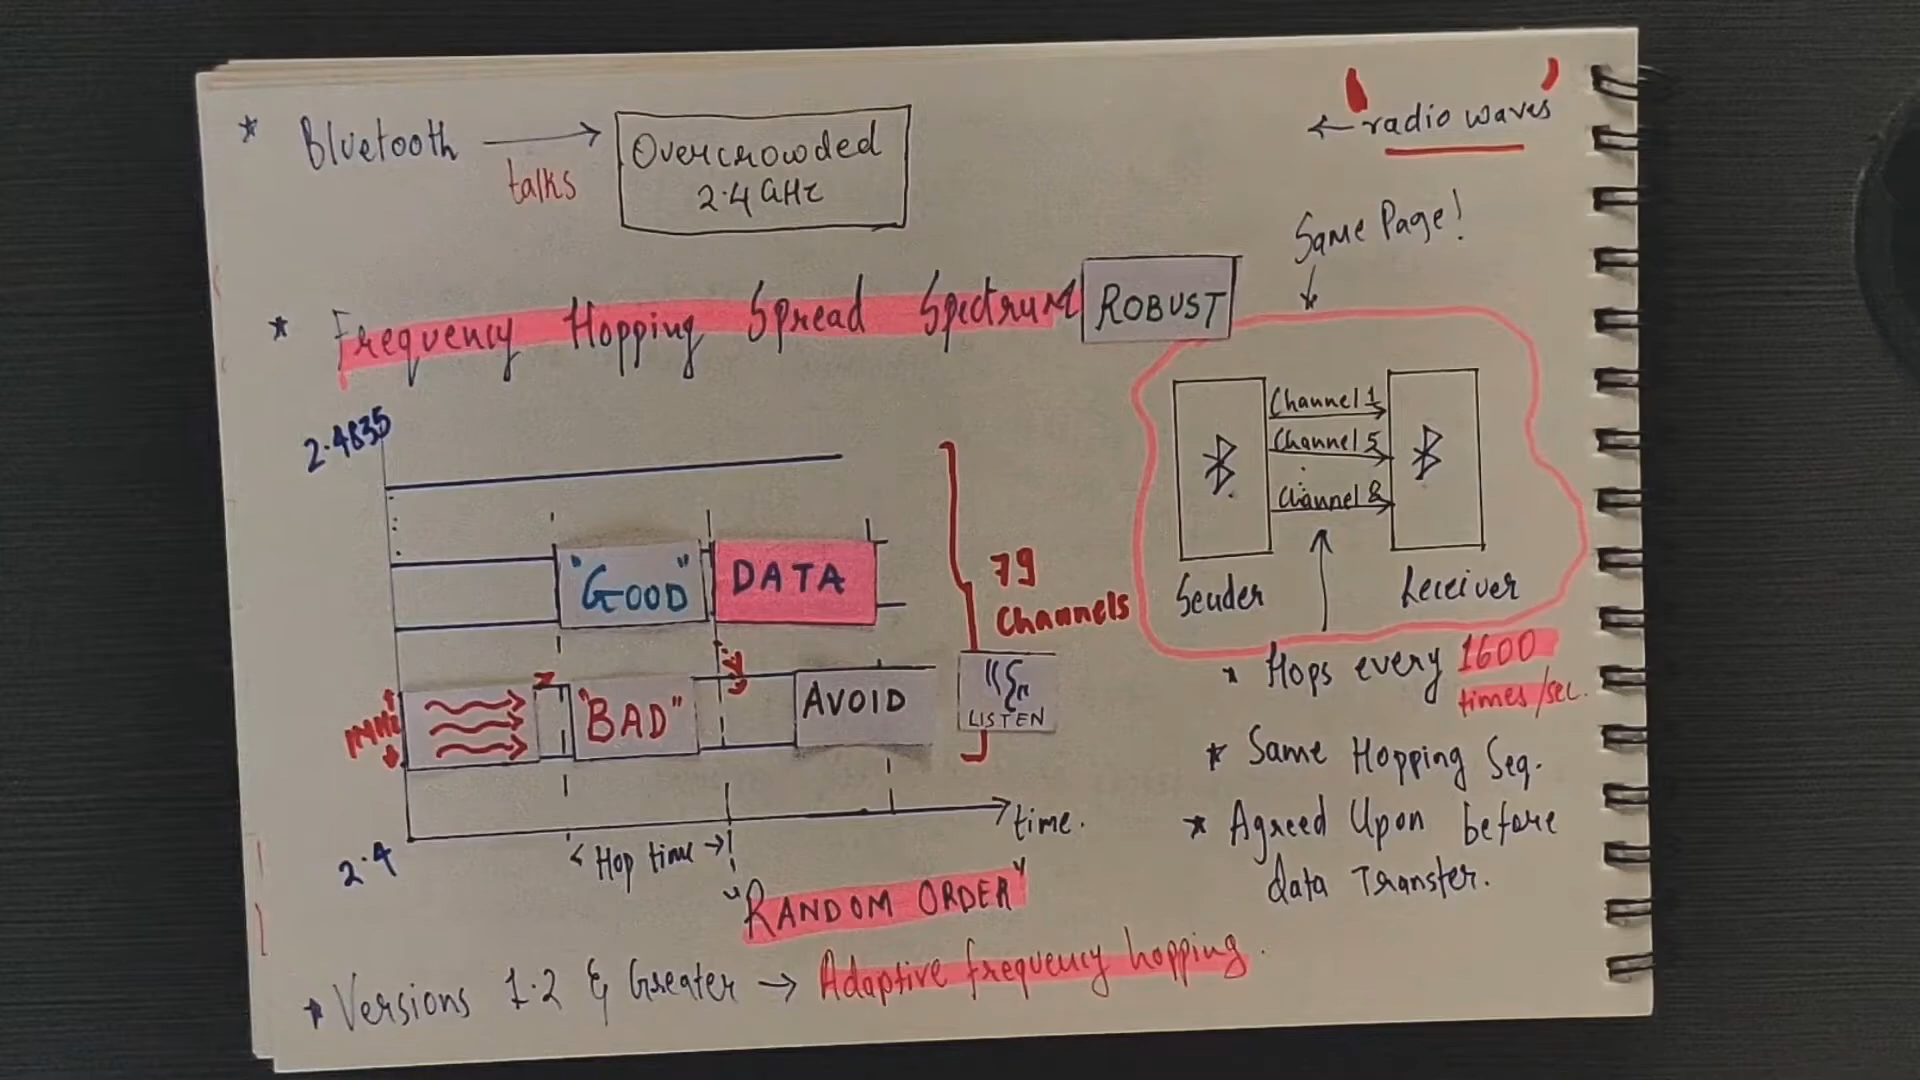 * Bluetooth
talks
Overcrowded
2.4 GHz
← radio waves
Same Page!
* Frequency Hopping Spread Spectrum
ROBUST
2.4835
"GOOD"
DATA
"BAD"
AVOID
79
Channels
LISTEN
2.4
< Hop time →
time.
"RANDOM ORDER"
Channel 1
Channel 5
Channel 8
Sender
Receiver
* Hops every 1600
times/sec.
* Same Hopping Seq.
* Agreed Upon before
data Transfer.
* Versions 1.2 & Greater → Adaptive frequency hopping.